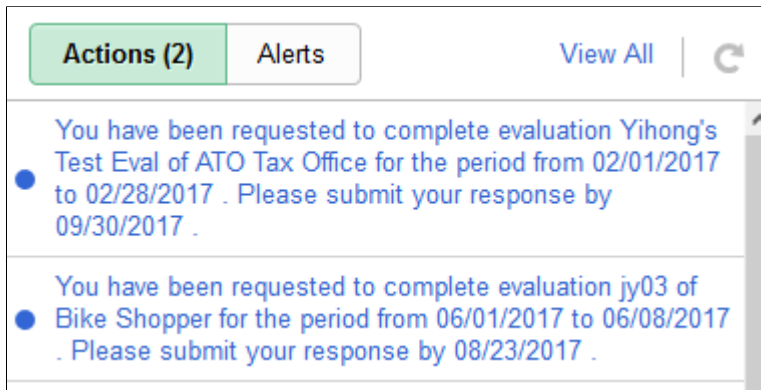 Actions (2) Alerts View All
You have been requested to complete evaluation Yihong's
Test Eval of ATO Tax Office for the period from 02/01/2017
to 02/28/2017 . Please submit your response by
09/30/2017 .
You have been requested to complete evaluation jy03 of
Bike Shopper for the period from 06/01/2017 to 06/08/2017
. Please submit your response by 08/23/2017 .